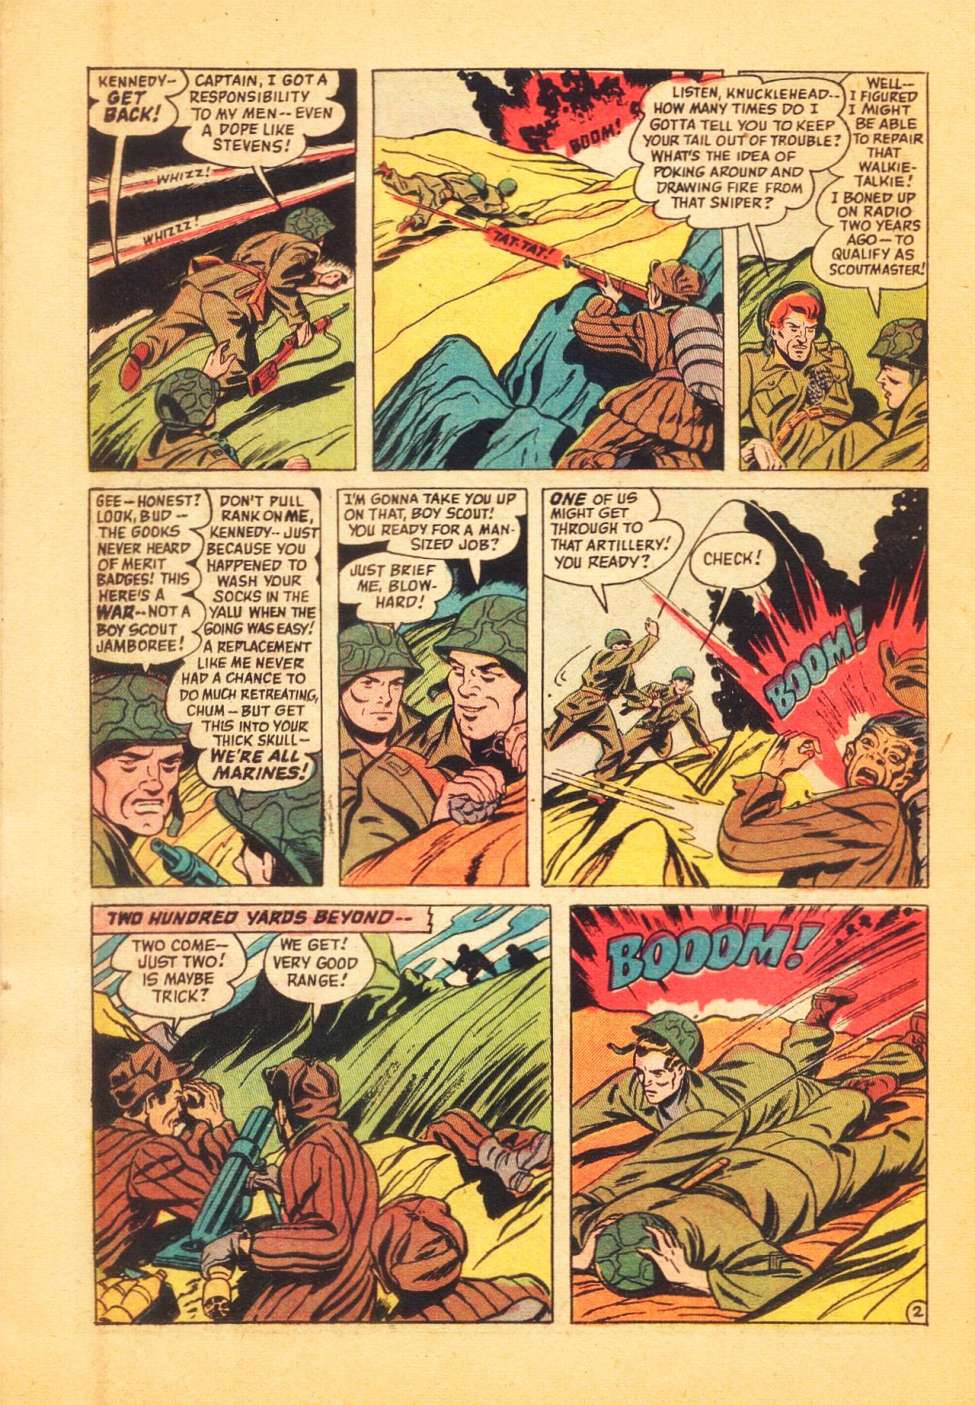 KENNEDY--
GET
BACK!
CAPTAIN, I GOT A
RESPONSIBILITY
TO MY MEN -- EVEN
A DOPE LIKE
STEVENS!
WHIZZ!
WHIZZZ!
BOOM!
TAT-TAT!
LISTEN, KNUCKLEHEAD--
HOW MANY TIMES DO I
GOTTA TELL YOU TO KEEP
YOUR TAIL OUT OF TROUBLE?
WHAT'S THE IDEA OF
POKING AROUND AND
DRAWING FIRE FROM
THAT SNIPER?
WELL--
I FIGURED
I MIGHT
BE ABLE
TO REPAIR
THAT
WALKIE-
TALKIE!
I BONED UP
ON RADIO
TWO YEARS
AGO -- TO
QUALIFY AS
SCOUTMASTER!
GEE -- HONEST?
LOOK, BUD --
THE GOOKS
NEVER HEARD
OF MERIT
BADGES! THIS
HERE'S A
WAR -- NOT A
BOY SCOUT
JAMBOREE!
DON'T PULL
RANK ON ME,
KENNEDY -- JUST
BECAUSE YOU
HAPPENED TO
WASH YOUR
SOCKS IN THE
YALU WHEN THE
GOING WAS EASY!
A REPLACEMENT
LIKE ME NEVER
HAD A CHANCE TO
DO MUCH RETREATING,
CHUM -- BUT GET
THIS INTO YOUR
THICK SKULL --
WE'RE ALL
MARINES!
I'M GONNA TAKE YOU UP
ON THAT, BOY SCOUT!
YOU READY FOR A MAN-
SIZED JOB?
JUST BRIEF
ME, BLOW-
HARD!
ONE OF US
MIGHT GET
THROUGH TO
THAT ARTILLERY!
YOU READY?
CHECK!
BOOM!
TWO HUNDRED YARDS BEYOND--
TWO COME--
JUST TWO!
IS MAYBE
TRICK?
WE GET!
VERY GOOD
RANGE!
BOOOM!
2